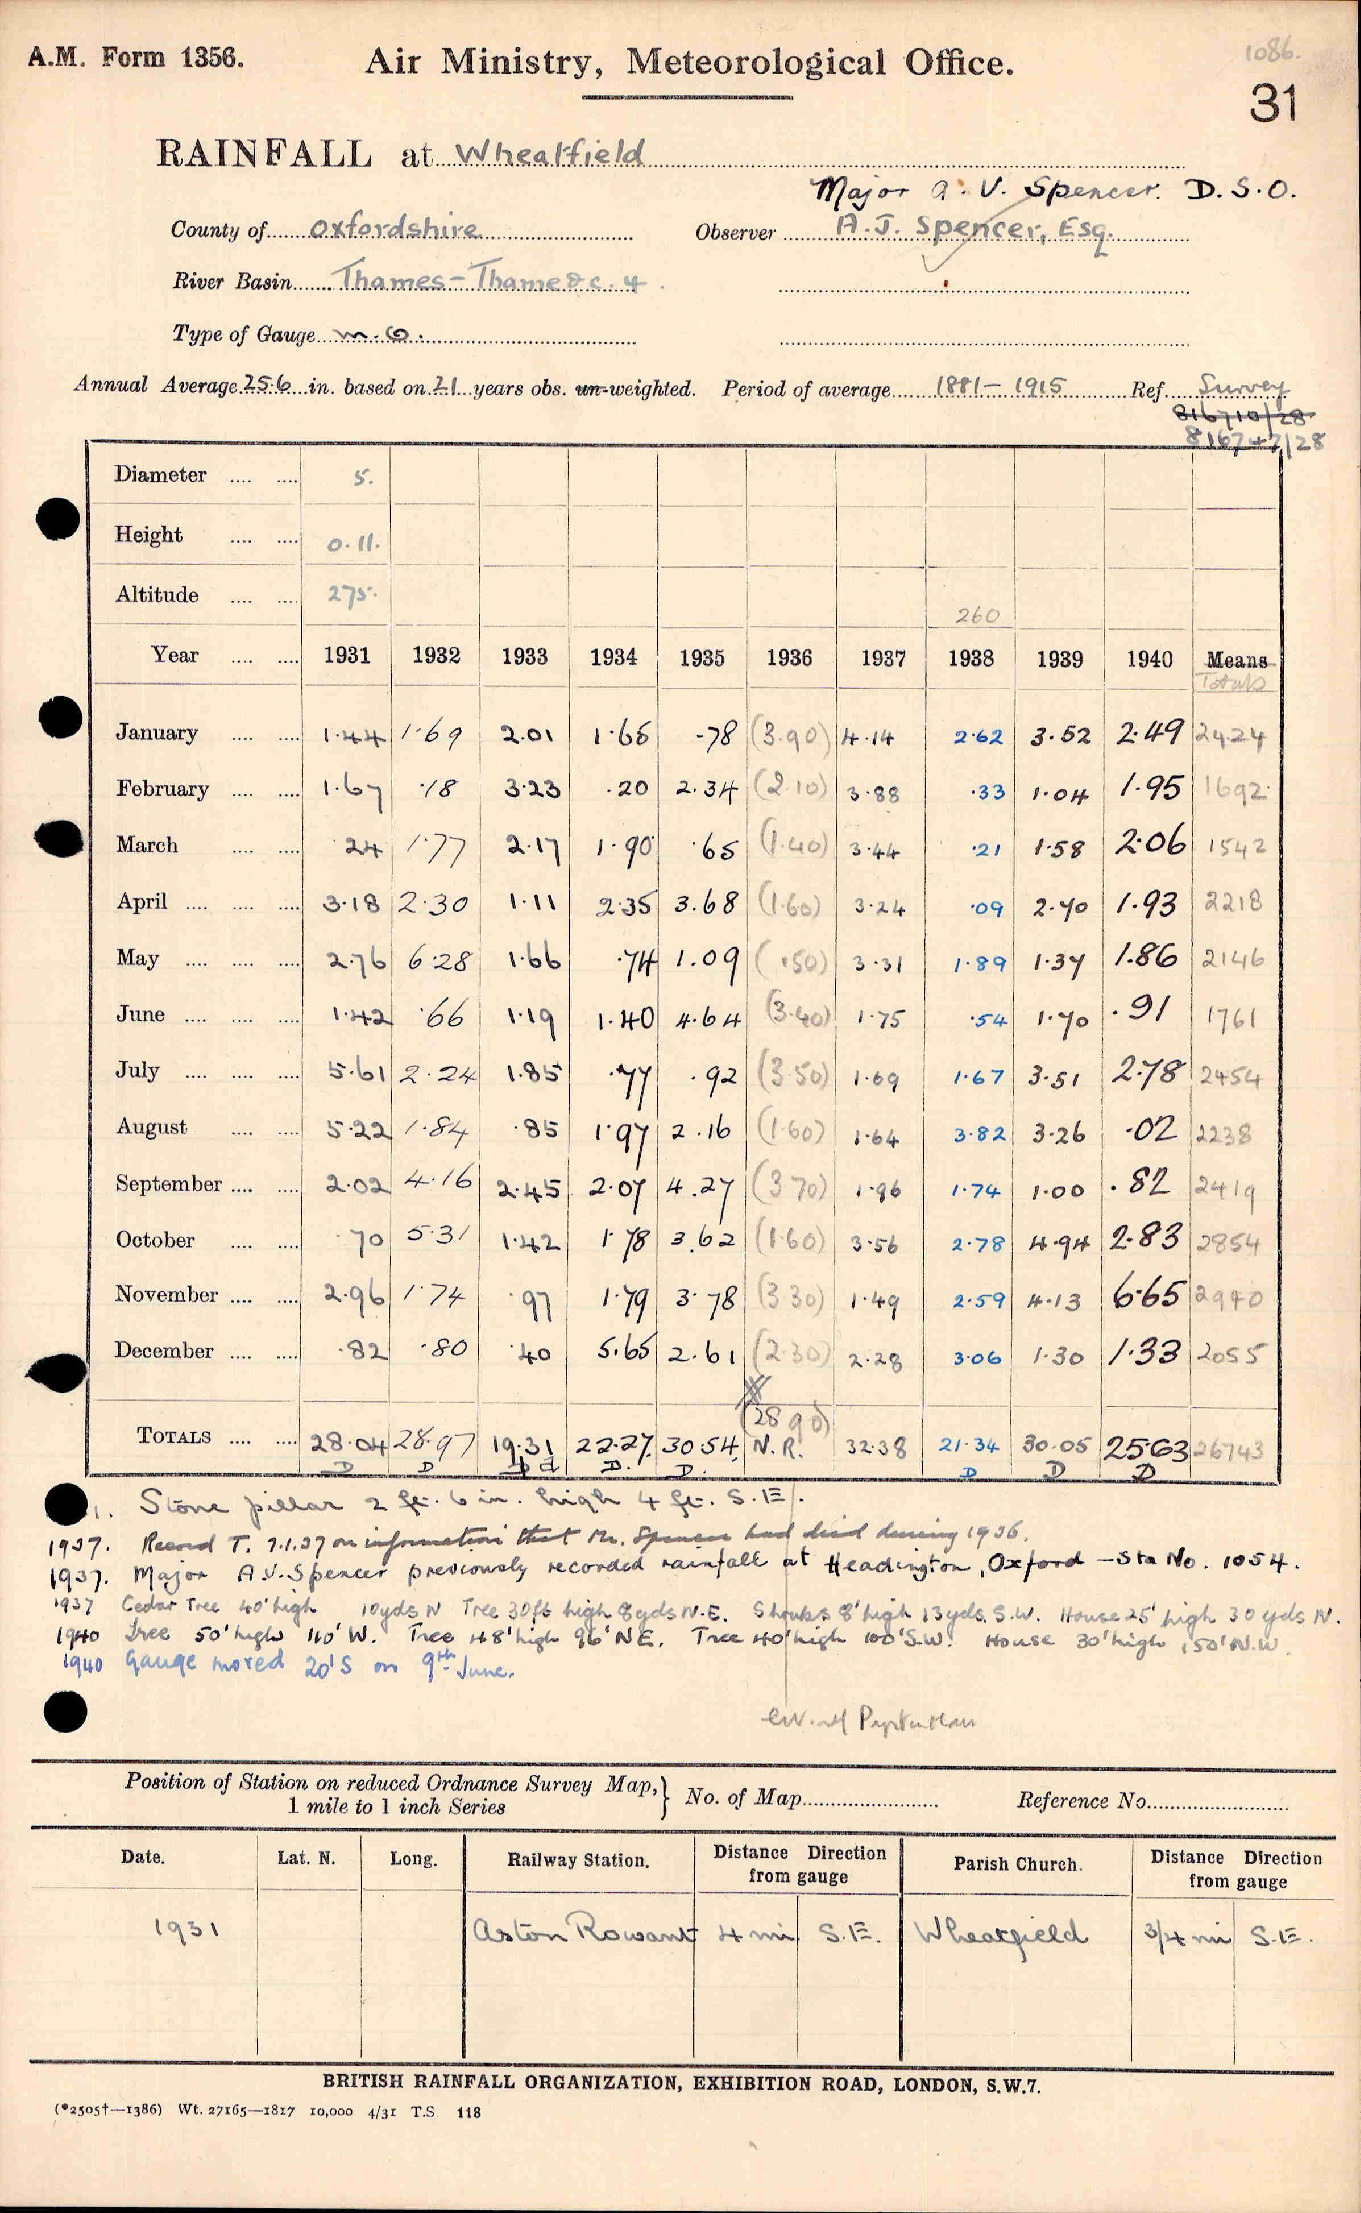 A.M. Form 1356.
Air Ministry, Meteorological Office.
1086.
31
RAINFALL at Wheatfield
Major A. V. Spencer. D.S.O.
County of Oxfordshire Observer A. J. Spencer, Esq.
River Basin Thames - Thame &c. 4.
Type of Gauge M.O.
Annual Average 25.6 in. based on 21 years obs. un-weighted. Period of average 1881 - 1915 Ref. Survey
816710/28
816747/28
Diameter .... .... 5.
Height .... .... 0.11.
Altitude .... .... 275. 260
Year .... .... 1931 1932 1933 1934 1935 1936 1937 1938 1939 1940 Means
Totals
January .... .... 1.44 1.69 2.01 1.65 .78 (3.90) 4.14 2.62 3.52 2.49 2424
February .... .... 1.67 .18 3.23 .20 2.34 (2.10) 3.88 .33 1.04 1.95 1692
March .... .... .24 1.77 2.17 1.90 .65 (1.40) 3.44 .21 1.58 2.06 1542
April .... .... .... 3.18 2.30 1.11 2.35 3.68 (1.60) 3.24 .09 2.70 1.93 2218
May .... .... .... 2.76 6.28 1.66 .74 1.09 (.50) 3.31 1.89 1.37 1.86 2146
June .... .... .... 1.42 .66 1.19 1.40 4.64 (3.40) 1.75 .54 1.70 .91 1761
July .... .... .... 5.61 2.24 1.85 .77 .92 (3.50) 1.69 1.67 3.51 2.78 2454
August .... .... 5.22 1.84 .85 1.97 2.16 (1.60) 1.64 3.82 3.26 .02 2238
September .... .... 2.02 4.16 2.45 2.07 4.27 (3.70) 1.96 1.74 1.00 .82 2419
October .... .... .70 5.31 1.42 1.78 3.62 (1.60) 3.56 2.78 4.94 2.83 2854
November .... .... 2.96 1.74 .97 1.79 3.78 (3.30) 1.49 2.59 4.13 6.65 2940
December .... .... .82 .80 .40 5.65 2.61 (2.30) 2.28 3.06 1.30 1.33 2055
(28.90)
TOTALS .... .... 28.04 28.97 19.31 22.27 30.54 N.R. 32.38 21.34 30.05 25.63 26743
D D D D. D. D D D
1. Stone pillar 2 ft. 6 in. high 4 ft. S.E.
1937. Record T. 7.1.37 on information that Mr. Spencer had died during 1936.
1937. Major A.V. Spencer previously recorded rainfall at Headington, Oxford - Sta No. 1054.
1937 Cedar Tree 40' high 10yds N Tree 30ft high 8yds N.E. Shrubs 8' high 13yds. S.W. House 25' high 30 yds N.
1940 Tree 50' high 110' W. Tree 48' high 96' NE. Tree 40' high 100' S.W. House 30' high 150' N.W.
1940 Gauge moved 20' S on 9th June.
Position of Station on reduced Ordnance Survey Map, 1 mile to 1 inch Series } No. of Map Reference No.
Date. Lat. N. Long. Railway Station. Distance Direction from gauge Parish Church. Distance Direction from gauge
1931 Aston Rowant 4 mi S.E. Wheatfield 3/4 mi S.E.
BRITISH RAINFALL ORGANIZATION, EXHIBITION ROAD, LONDON, S.W.7.
(*2505†—1386) Wt. 27165—1817 10,000 4/31 T.S. 118